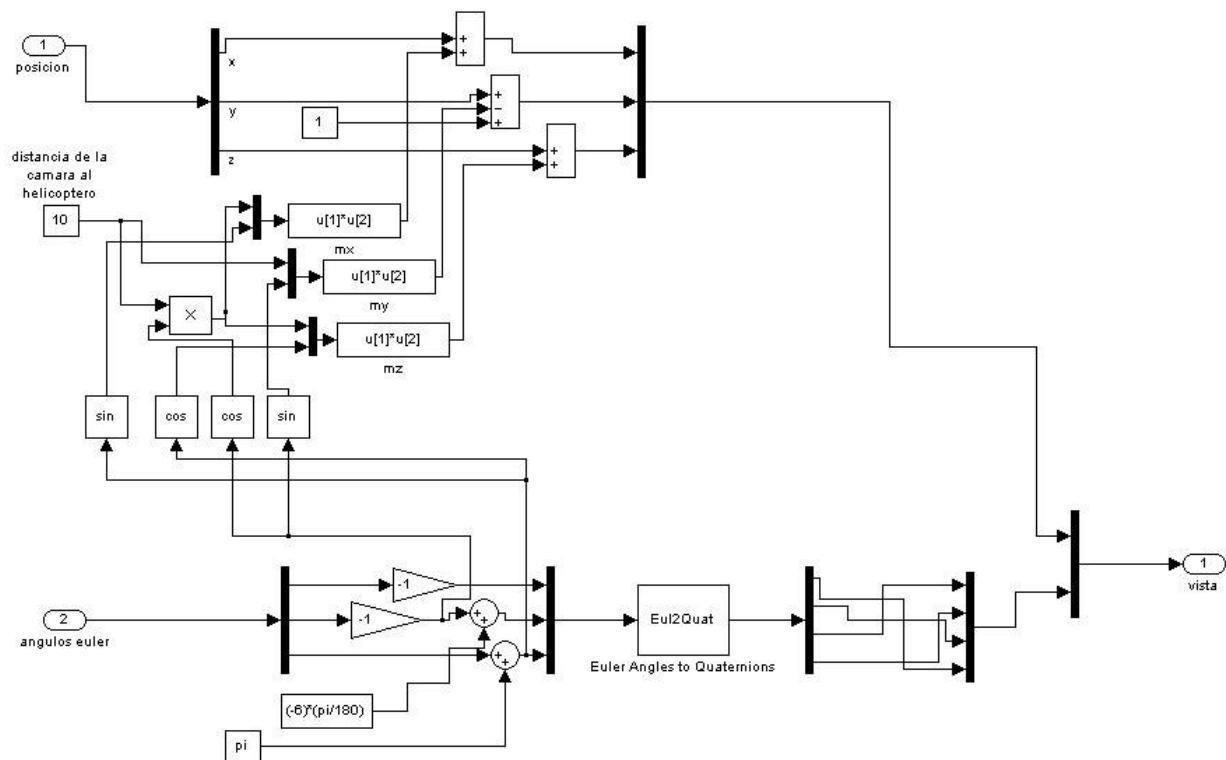 1
posicion
x
y
z
+
+
+
−
+
1
+
+
distancia de la
camara al
helicoptero
10
u[1]*u[2]
mx
u[1]*u[2]
my
×
u[1]*u[2]
mz
sin
cos
cos
sin
2
angulos euler
-1
-1
+
+
+
+
(-6)*(pi/180)
pi
Eul2Quat
Euler Angles to Quaternions
1
vista